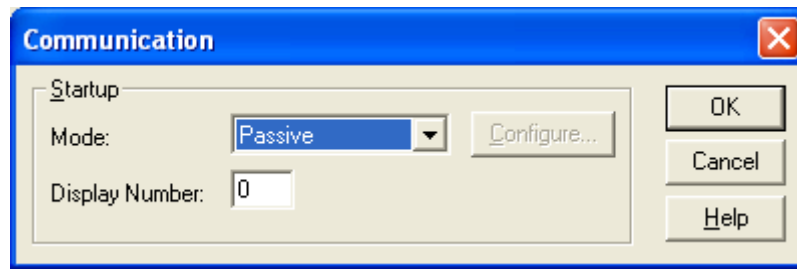 Communication
Startup
Mode:
Passive
Configure...
Display Number:
0
OK
Cancel
Help